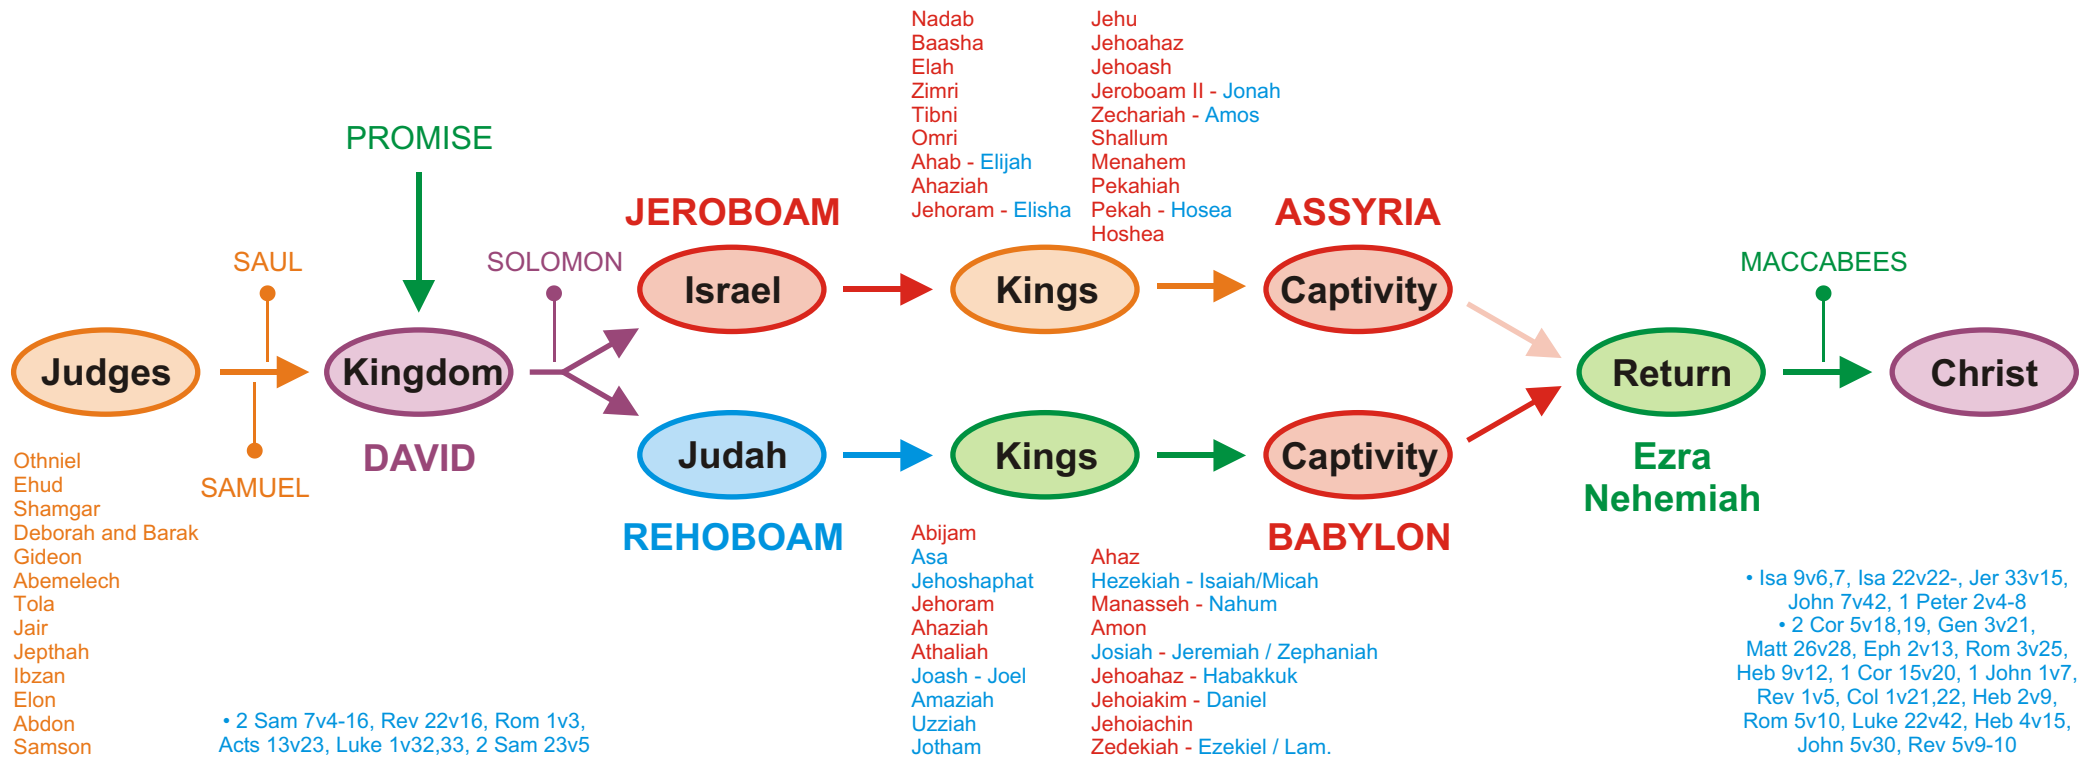 Nadab
Baasha
Elah
Zimri
Tibni
Omri
Ahab - Elijah
Ahaziah
Jehoram - Elisha
Jehu
Jehoahaz
Jehoash
Jeroboam II - Jonah
Zechariah - Amos
Shallum
Menahem
Pekahiah
Pekah - Hosea
Hoshea
PROMISE
JEROBOAM
ASSYRIA
SAUL
SOLOMON
MACCABEES
Israel
Kings
Captivity
Judges
Kingdom
Return
Christ
SAMUEL
DAVID
Judah
Kings
Captivity
Ezra
Nehemiah
REHOBOAM
BABYLON
Othniel
Ehud
Shamgar
Deborah and Barak
Gideon
Abemelech
Tola
Jair
Jepthah
Ibzan
Elon
Abdon
Samson
• 2 Sam 7v4-16, Rev 22v16, Rom 1v3,
Acts 13v23, Luke 1v32,33, 2 Sam 23v5
Abijam
Asa
Jehoshaphat
Jehoram
Ahaziah
Athaliah
Joash - Joel
Amaziah
Uzziah
Jotham
Ahaz
Hezekiah - Isaiah/Micah
Manasseh - Nahum
Amon
Josiah - Jeremiah / Zephaniah
Jehoahaz - Habakkuk
Jehoiakim - Daniel
Jehoiachin
Zedekiah - Ezekiel / Lam.
• Isa 9v6,7, Isa 22v22-, Jer 33v15,
John 7v42, 1 Peter 2v4-8
• 2 Cor 5v18,19, Gen 3v21,
Matt 26v28, Eph 2v13, Rom 3v25,
Heb 9v12, 1 Cor 15v20, 1 John 1v7,
Rev 1v5, Col 1v21,22, Heb 2v9,
Rom 5v10, Luke 22v42, Heb 4v15,
John 5v30, Rev 5v9-10